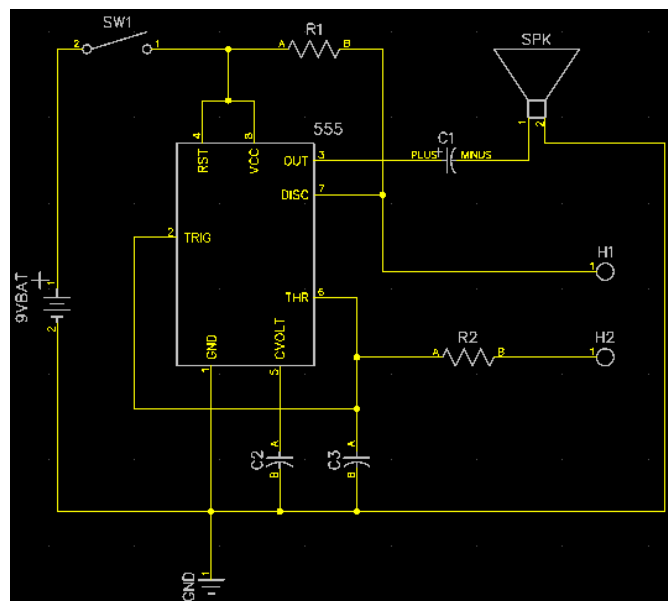 SW1
2
1
A
R1
B
SPK
1
2
555
4
RST
8
VCC
OUT
3
PLUS
+
C1
MINUS
DISC
7
2
TRIG
H1
1
THR
6
+
1
9VBAT
2
GND
1
CVOLT
5
A
R2
B
H2
1
A
C2
B
A
C3
B
GND
1